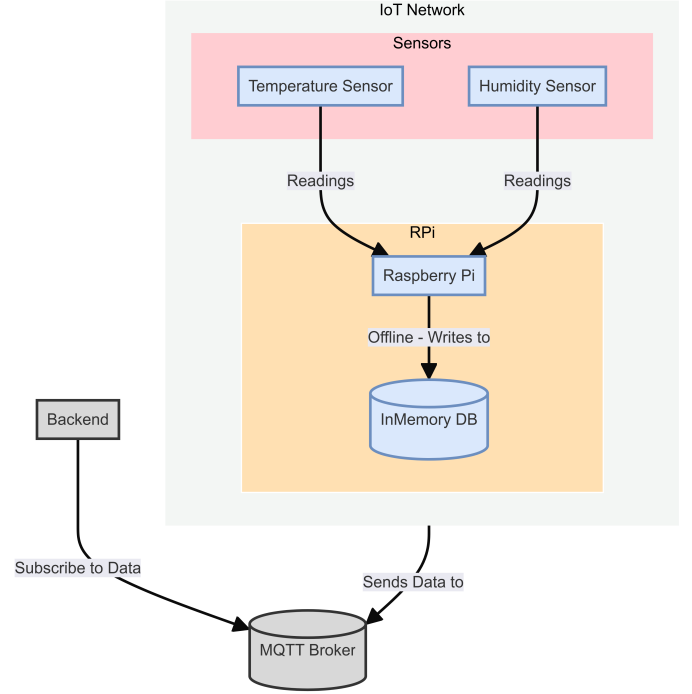 IoT Network
Sensors
Temperature Sensor
Humidity Sensor
Readings
Readings
RPi
Raspberry Pi
Offline - Writes to
InMemory DB
Backend
Subscribe to Data
Sends Data to
MQTT Broker